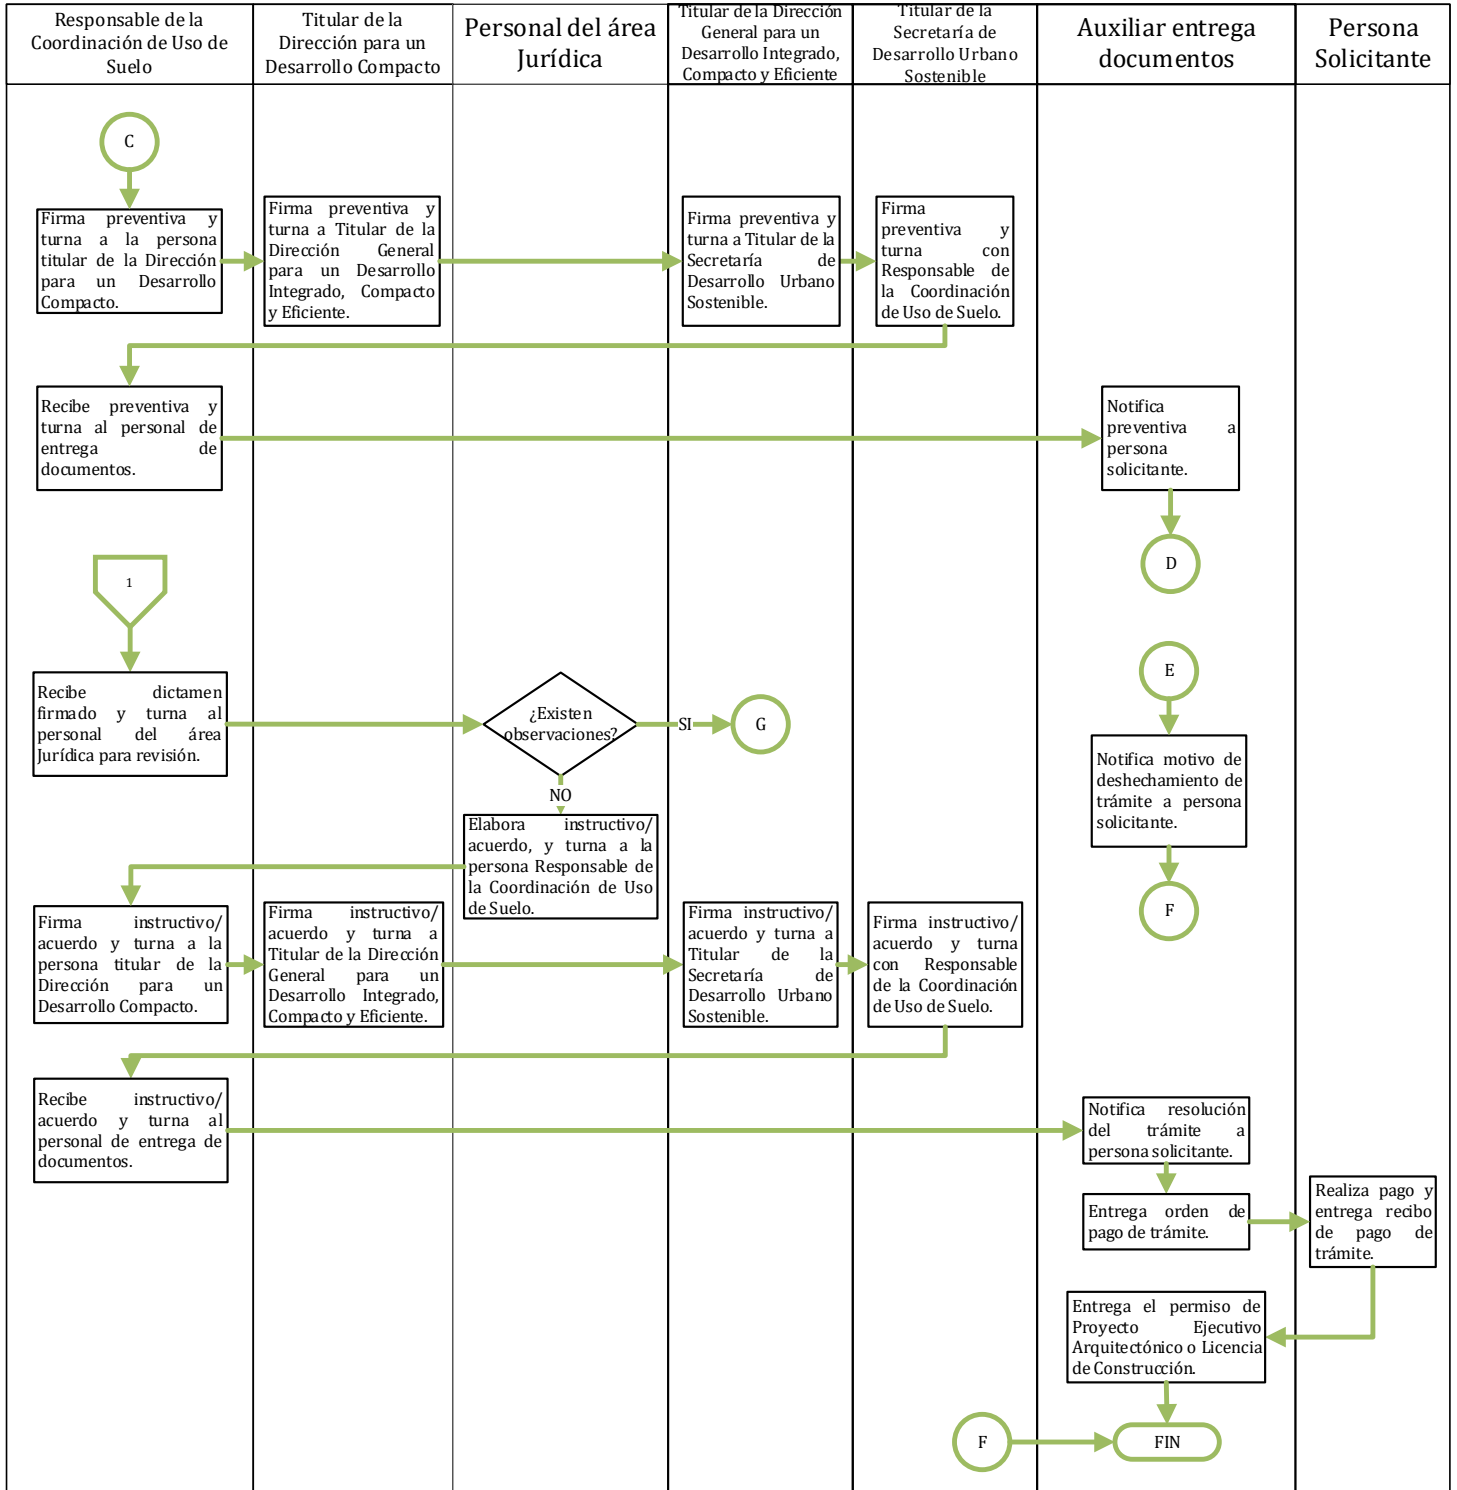 Responsable de la
Coordinación de Uso de
Suelo
Titular de la
Dirección para un
Desarrollo Compacto
Personal del área
Jurídica
Titular de la Dirección
General para un
Desarrollo Integrado,
Compacto y Eficiente
Titular de la
Secretaría de
Desarrollo Urbano
Sostenible
Auxiliar entrega
documentos
Persona
Solicitante
C
Firma preventiva y
turna a la persona
titular de la Dirección
para un Desarrollo
Compacto.
Firma preventiva y
turna a Titular de la
Dirección General
para un Desarrollo
Integrado, Compacto
y Eficiente.
Firma preventiva y
turna a Titular de la
Secretaría de
Desarrollo Urbano
Sostenible.
Firma
preventiva y
turna con
Responsable de
la Coordinación
de Uso de Suelo.
Recibe preventiva y
turna al personal de
entrega de
documentos.
Notifica
preventiva a
persona
solicitante.
D
1
Recibe dictamen
firmado y turna al
personal del área
Jurídica para revisión.
¿Existen
observaciones?
SI
G
NO
E
Notifica motivo de
deshechamiento de
trámite a persona
solicitante.
F
Elabora instructivo/
acuerdo, y turna a la
persona Responsable de
la Coordinación de Uso
de Suelo.
Firma instructivo/
acuerdo y turna a la
persona titular de la
Dirección para un
Desarrollo Compacto.
Firma instructivo/
acuerdo y turna a
Titular de la Dirección
General para un
Desarrollo Integrado,
Compacto y Eficiente.
Firma instructivo/
acuerdo y turna a
Titular de la
Secretaría de
Desarrollo Urbano
Sostenible.
Firma instructivo/
acuerdo y turna
con Responsable
de la Coordinación
de Uso de Suelo.
Recibe instructivo/
acuerdo y turna al
personal de entrega de
documentos.
Notifica resolución
del trámite a
persona solicitante.
Entrega orden de
pago de trámite.
Realiza pago y
entrega recibo
de pago de
trámite.
Entrega el permiso de
Proyecto Ejecutivo
Arquitectónico o Licencia
de Construcción.
F
FIN